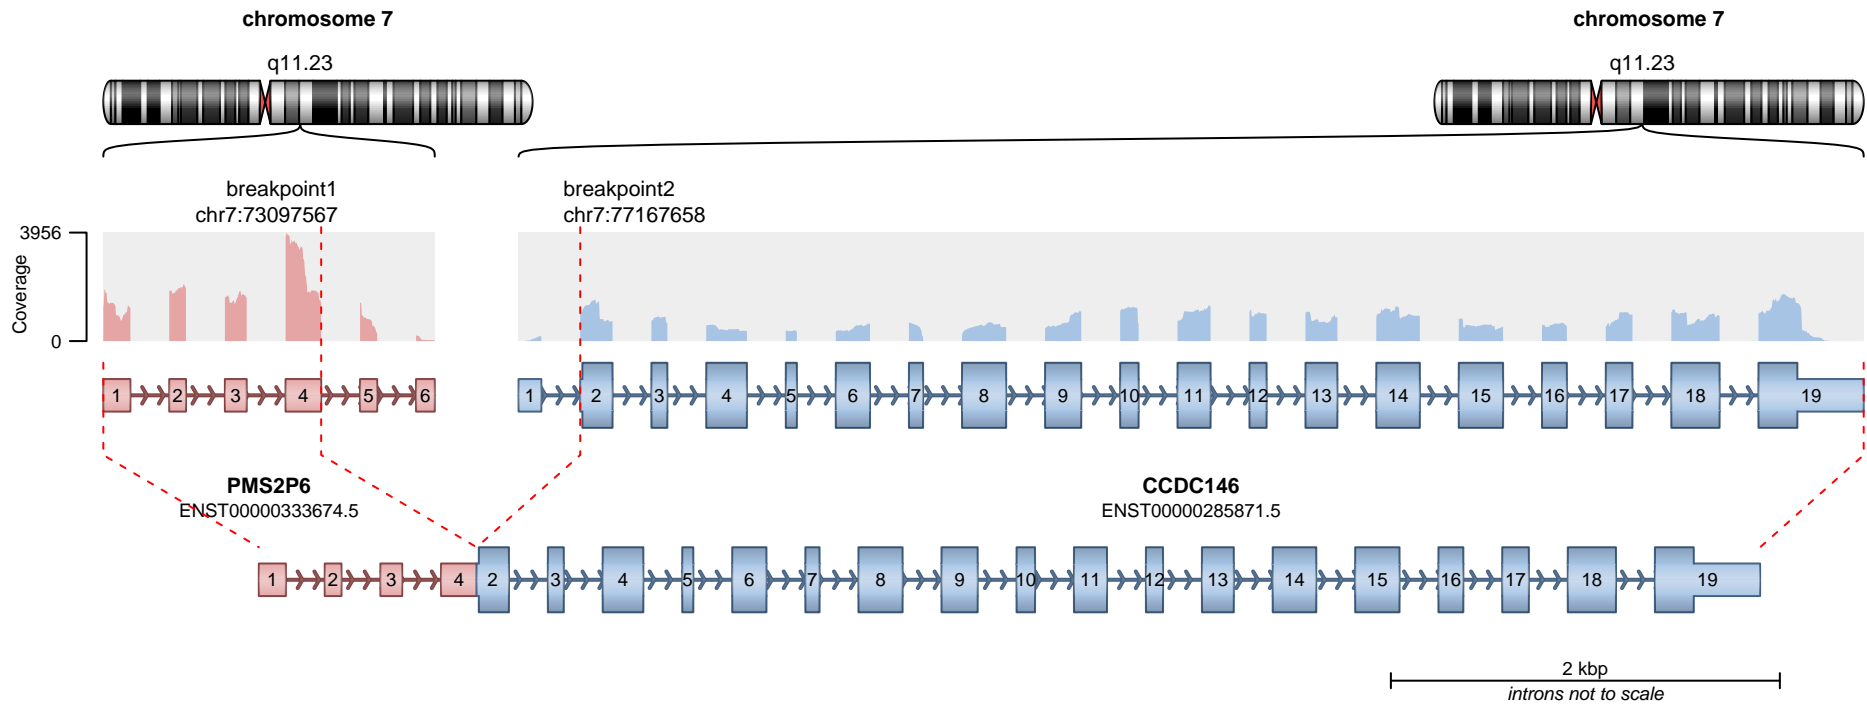 chromosome 7
chromosome 7
q11.23
q11.23
breakpoint1
chr7:73097567
breakpoint2
chr7:77167658
3956
Coverage
0
1 2 3 4 5 6
1 2 3 4 5 6 7 8 9 10 11 12 13 14 15 16 17 18 19
PMS2P6
ENST00000333674.5
CCDC146
ENST00000285871.5
1 2 3 4 2 3 4 5 6 7 8 9 10 11 12 13 14 15 16 17 18 19
2 kbp
introns not to scale